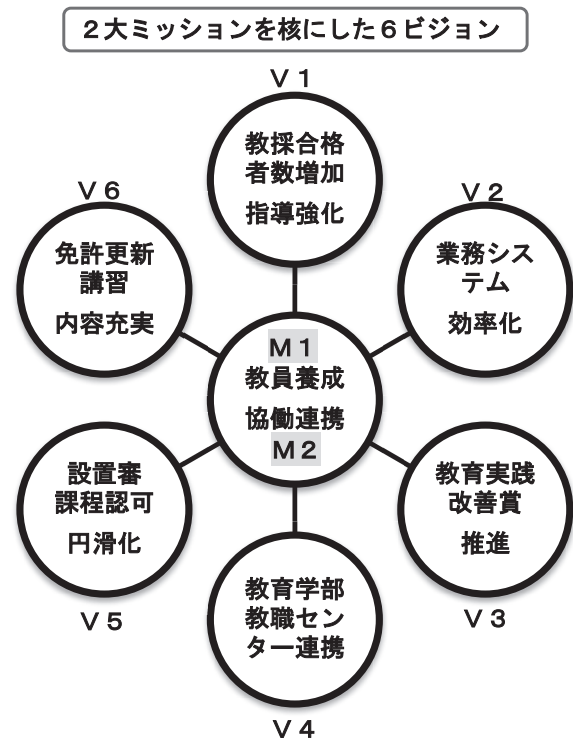 ２大ミッションを核にした６ビジョン
Ｖ１
教採合格
者数増加
指導強化
Ｖ２
業務シス
テム
効率化
Ｖ６
免許更新
講習
内容充実
Ｍ１
教員養成
協働連携
Ｍ２
設置審
課程認可
円滑化
Ｖ５
教育実践
改善賞
推進
Ｖ３
教育学部
教職セン
ター連携
Ｖ４